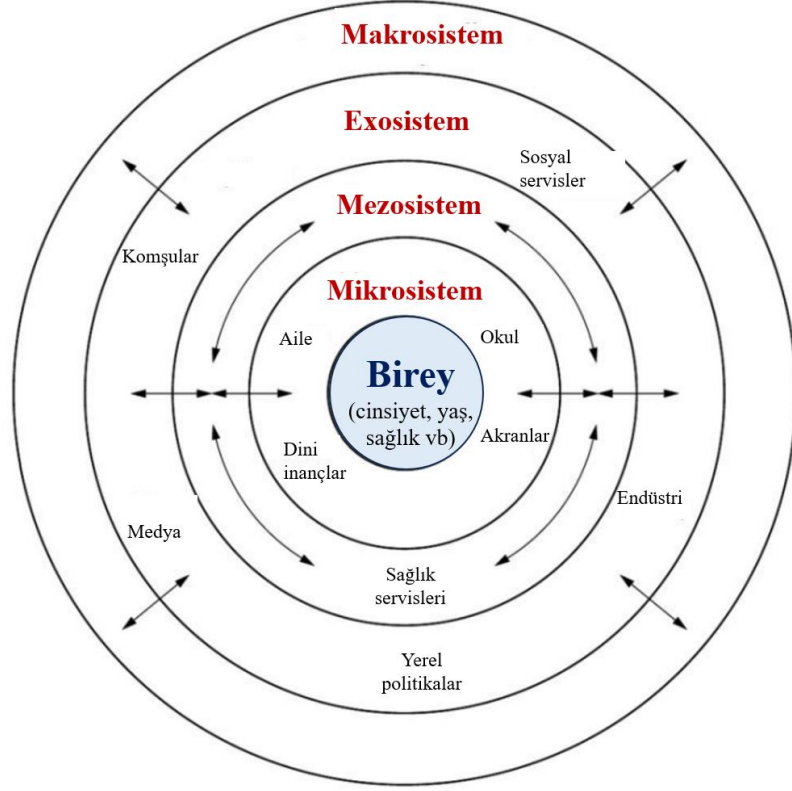 Makrosistem
Exosistem
Sosyal
servisler
Mezosistem
Komşular
Mikrosistem
Aile
Okul
Birey
(cinsiyet, yaş,
sağlık vb)
Dini
inançlar
Akranlar
Medya
Endüstri
Sağlık
servisleri
Yerel
politikalar